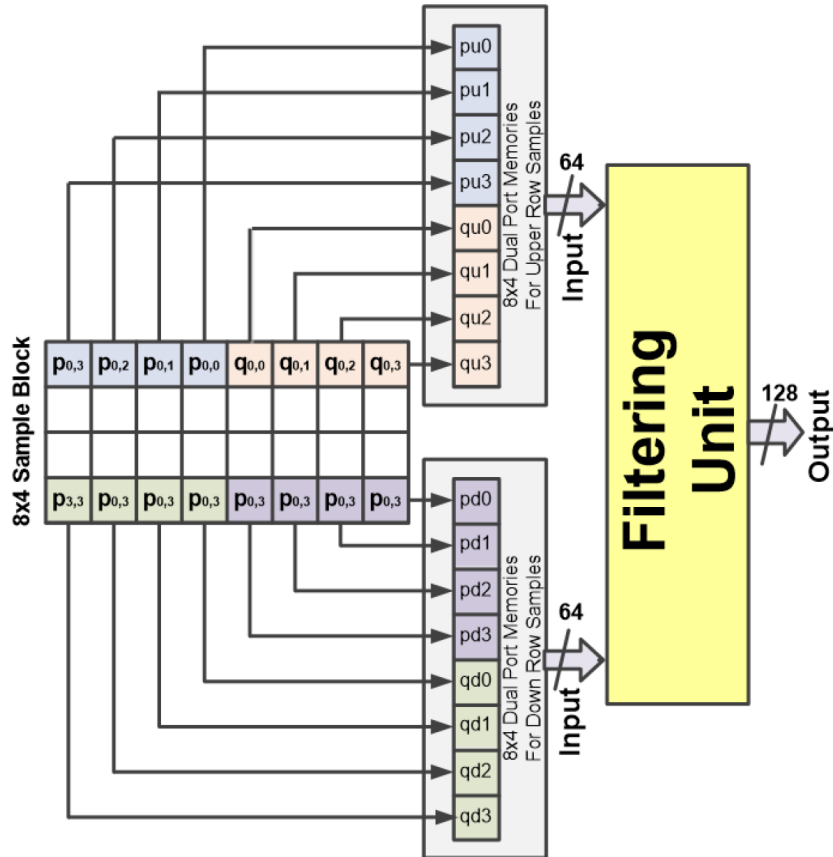 pu0
pu1
pu2
pu3
qu0
qu1
qu2
qu3
8x4 Dual Port Memories
For Upper Row Samples
64
Input
8x4 Sample Block
p0,3 p0,2 p0,1 p0,0 q0,0 q0,1 q0,2 q0,3
p3,3 p0,3 p0,3 p0,3 p0,3 p0,3 p0,3 p0,3
pd0
pd1
pd2
pd3
qd0
qd1
qd2
qd3
8x4 Dual Port Memories
For Down Row Samples
64
Input
Filtering
Unit
128
Output